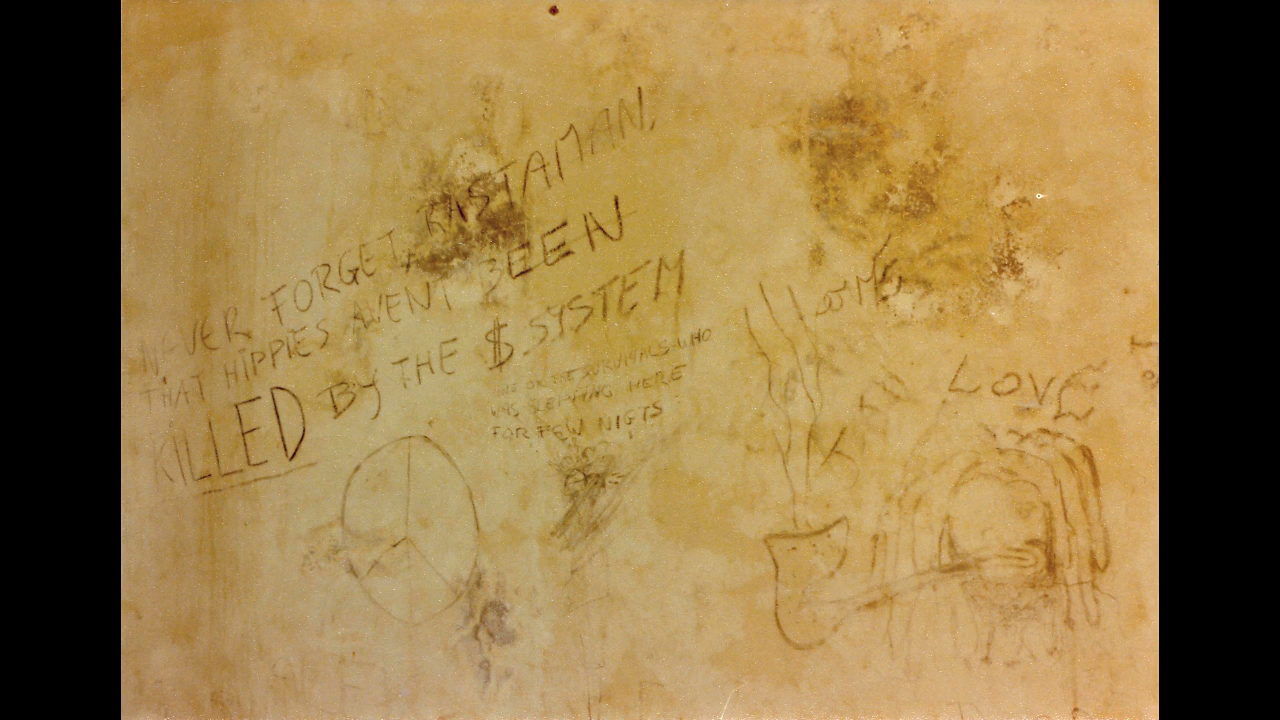 NEVER FORGET, RASTAMAN,
THAT HIPPIES AVENT BEEN
KILLED BY THE $ SYSTEM
ONE OF THE SURVIVALS WHO
WAS SLEEPING HERE
FOR FEW NIGTS
LOVE